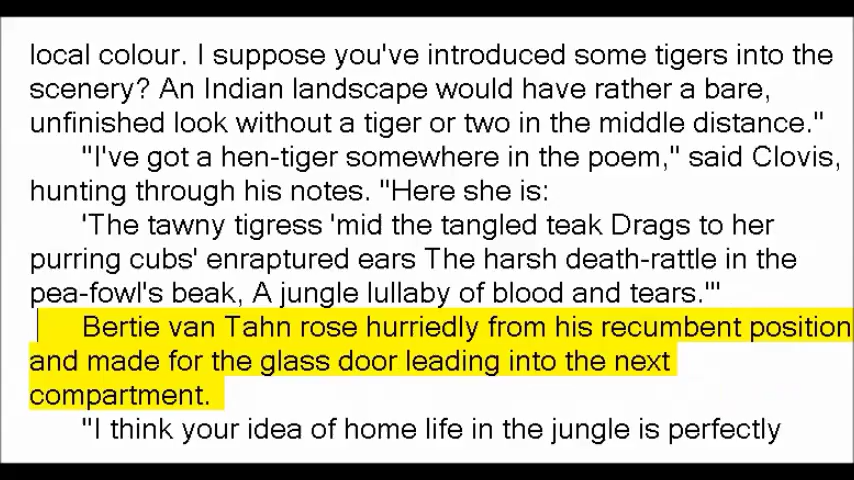 local colour. I suppose you've introduced some tigers into the
scenery? An Indian landscape would have rather a bare,
unfinished look without a tiger or two in the middle distance."
"I've got a hen-tiger somewhere in the poem," said Clovis,
hunting through his notes. "Here she is:
'The tawny tigress 'mid the tangled teak Drags to her
purring cubs' enraptured ears The harsh death-rattle in the
pea-fowl's beak, A jungle lullaby of blood and tears.'"
Bertie van Tahn rose hurriedly from his recumbent position
and made for the glass door leading into the next
compartment.
"I think your idea of home life in the jungle is perfectly